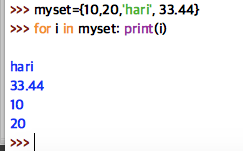 >>> myset={10,20,'hari', 33.44}
>>> for i in myset: print(i)
hari
33.44
10
20
>>>